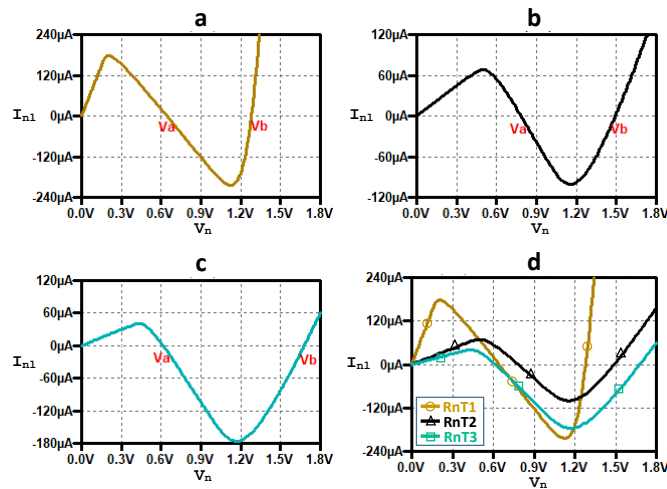 a
240µA
120µA
0µA
-120µA
-240µA
In1
Va
Vb
0.0V 0.3V 0.6V 0.9V 1.2V 1.5V 1.8V
Vn
b
120µA
60µA
0µA
-60µA
-120µA
In1
Va
Vb
0.0V 0.3V 0.6V 0.9V 1.2V 1.5V 1.8V
Vn
c
120µA
60µA
0µA
-60µA
-120µA
-180µA
In1
Va
Vb
0.0V 0.3V 0.6V 0.9V 1.2V 1.5V 1.8V
Vn
d
240µA
120µA
0µA
-120µA
-240µA
In1
RnT1
RnT2
RnT3
0.0V 0.3V 0.6V 0.9V 1.2V 1.5V 1.8V
Vn